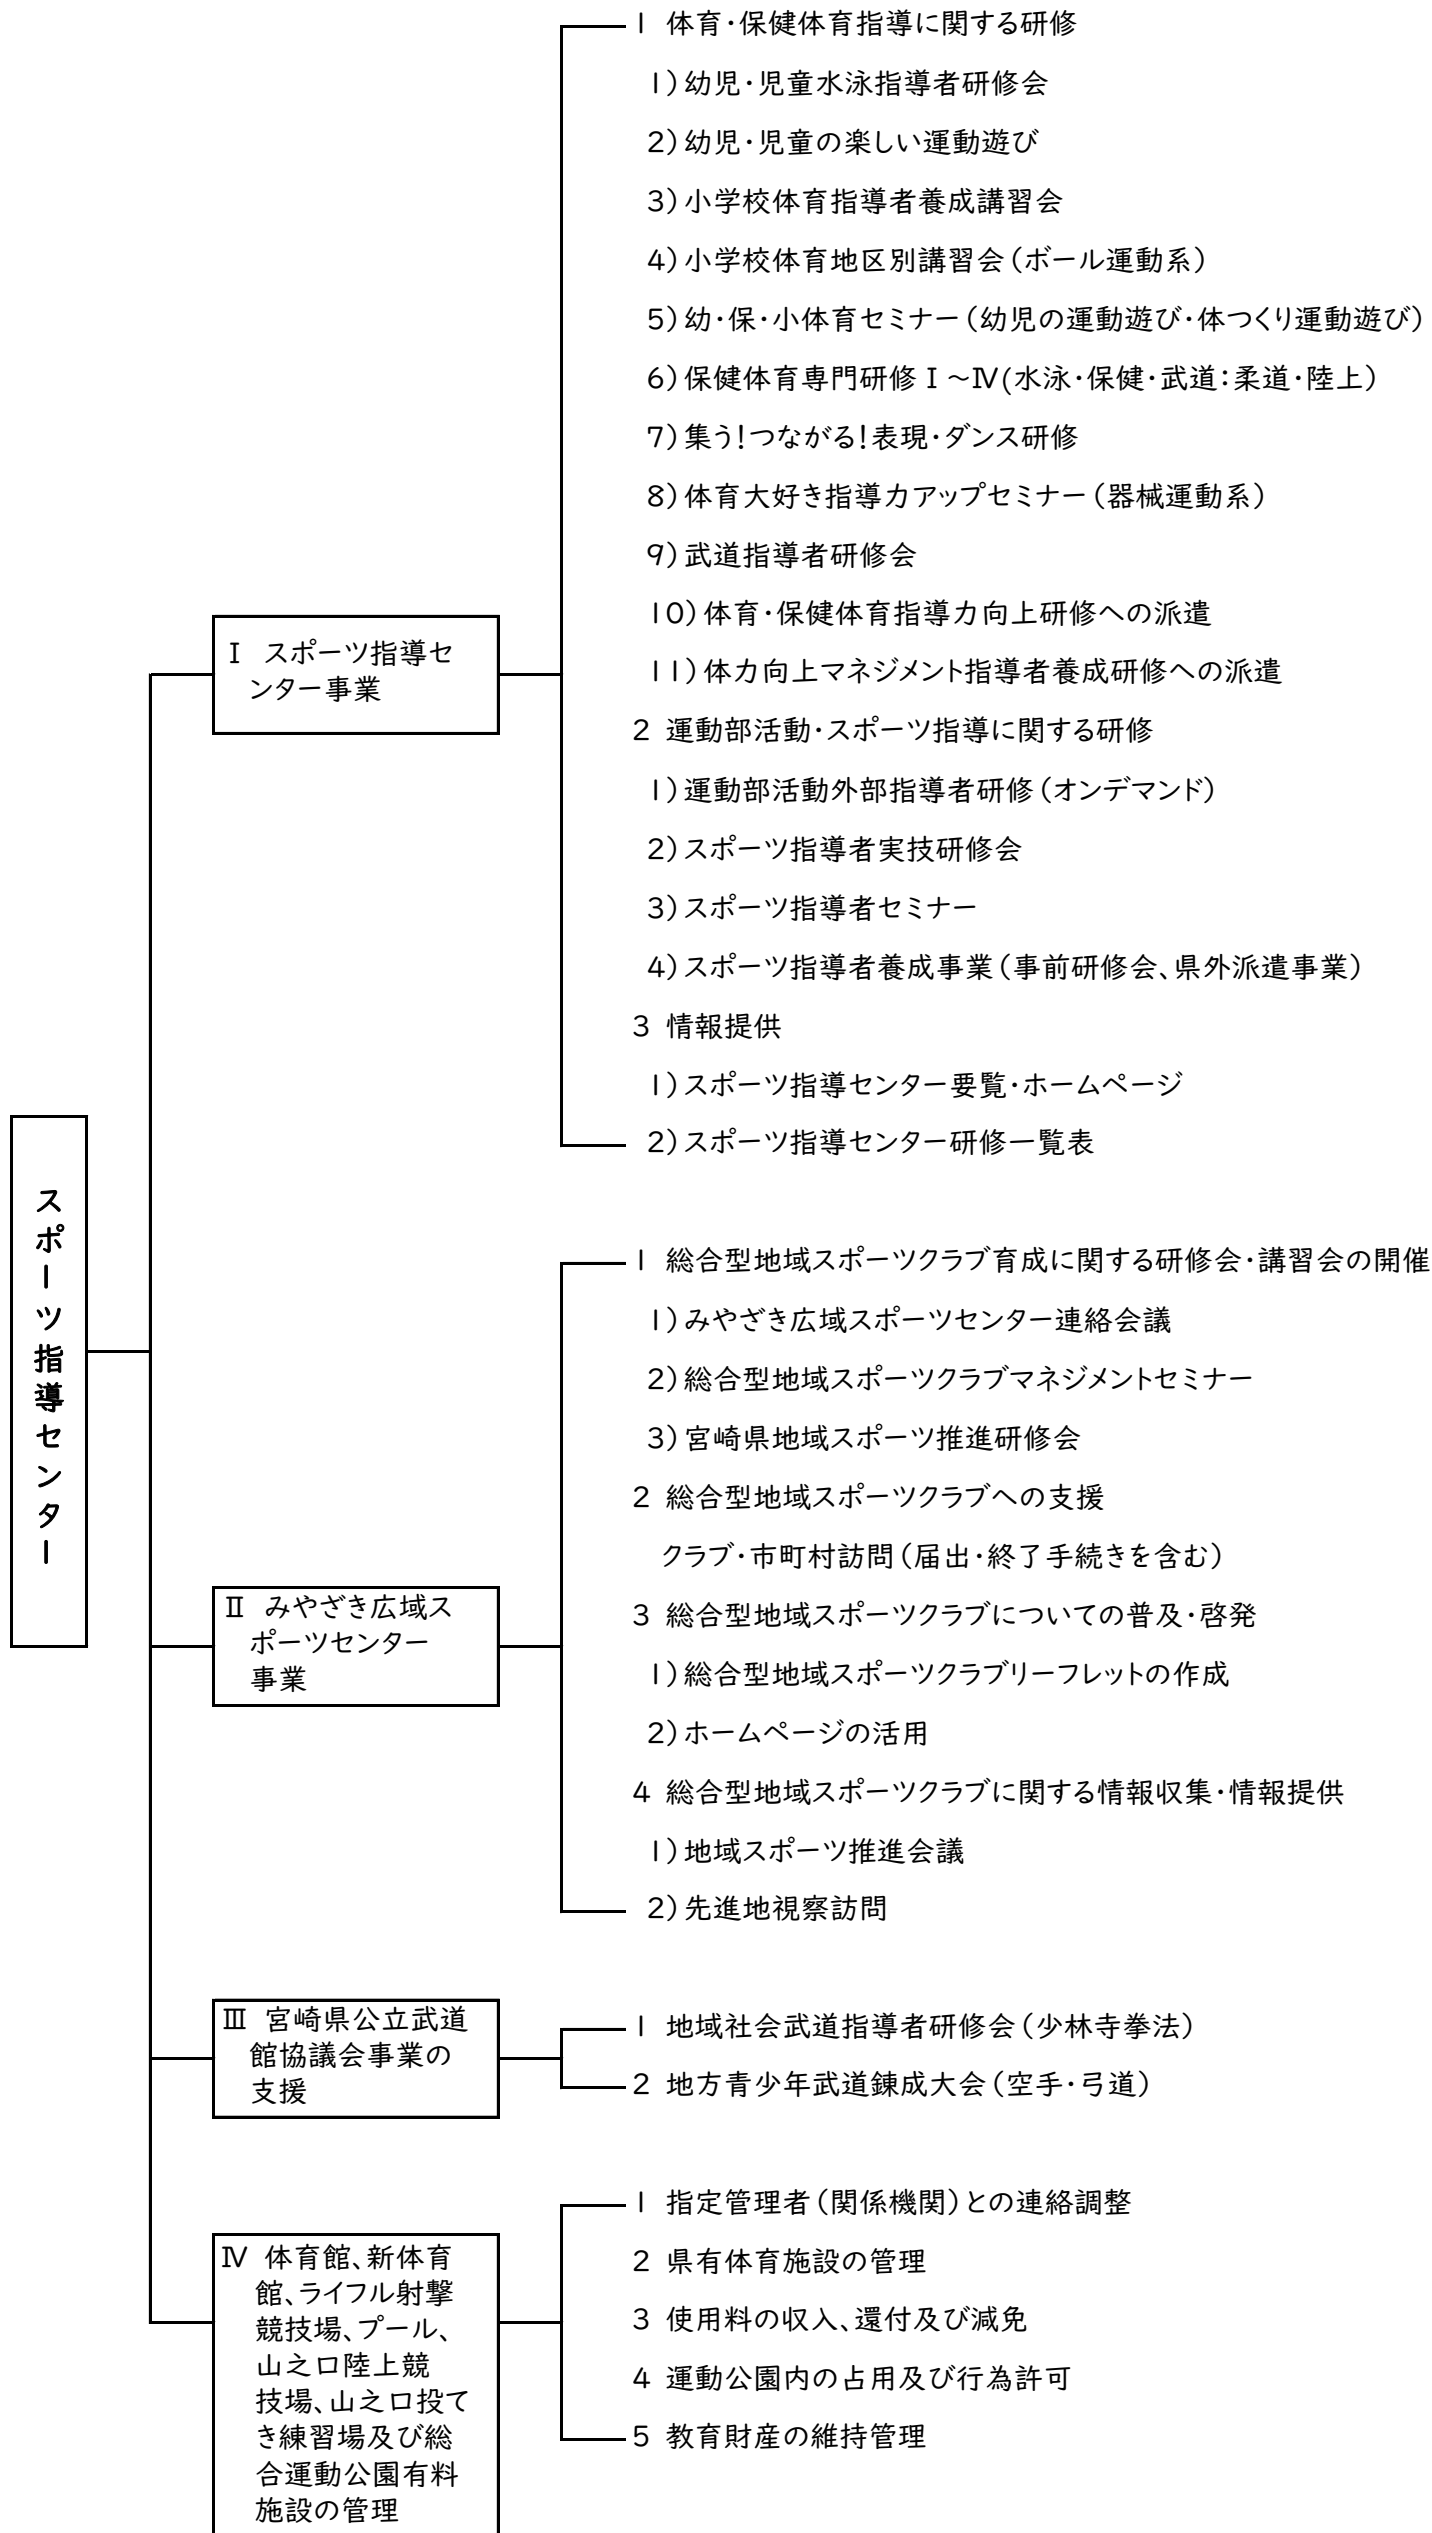 スポーツ指導センター
Ⅰ スポーツ指導セ
ンター事業
1 体育・保健体育指導に関する研修
1)幼児・児童水泳指導者研修会
2)幼児・児童の楽しい運動遊び
3)小学校体育指導者養成講習会
4)小学校体育地区別講習会(ボール運動系)
5)幼・保・小体育セミナー(幼児の運動遊び・体つくり運動遊び)
6)保健体育専門研修Ⅰ～Ⅳ(水泳・保健・武道:柔道・陸上)
7)集う!つながる!表現・ダンス研修
8)体育大好き指導力アップセミナー(器械運動系)
9)武道指導者研修会
10)体育・保健体育指導力向上研修への派遣
11)体力向上マネジメント指導者養成研修への派遣
2 運動部活動・スポーツ指導に関する研修
1)運動部活動外部指導者研修(オンデマンド)
2)スポーツ指導者実技研修会
3)スポーツ指導者セミナー
4)スポーツ指導者養成事業(事前研修会、県外派遣事業)
3 情報提供
1)スポーツ指導センター要覧・ホームページ
2)スポーツ指導センター研修一覧表
Ⅱ みやざき広域ス
ポーツセンター
事業
1 総合型地域スポーツクラブ育成に関する研修会・講習会の開催
1)みやざき広域スポーツセンター連絡会議
2)総合型地域スポーツクラブマネジメントセミナー
3)宮崎県地域スポーツ推進研修会
2 総合型地域スポーツクラブへの支援
クラブ・市町村訪問(届出・終了手続きを含む)
3 総合型地域スポーツクラブについての普及・啓発
1)総合型地域スポーツクラブリーフレットの作成
2)ホームページの活用
4 総合型地域スポーツクラブに関する情報収集・情報提供
1)地域スポーツ推進会議
2)先進地視察訪問
Ⅲ 宮崎県公立武道
館協議会事業の
支援
1 地域社会武道指導者研修会(少林寺拳法)
2 地方青少年武道錬成大会(空手・弓道)
Ⅳ 体育館、新体育
館、ライフル射撃
競技場、プール、
山之口陸上競
技場、山之口投て
き練習場及び総
合運動公園有料
施設の管理
1 指定管理者(関係機関)との連絡調整
2 県有体育施設の管理
3 使用料の収入、還付及び減免
4 運動公園内の占用及び行為許可
5 教育財産の維持管理